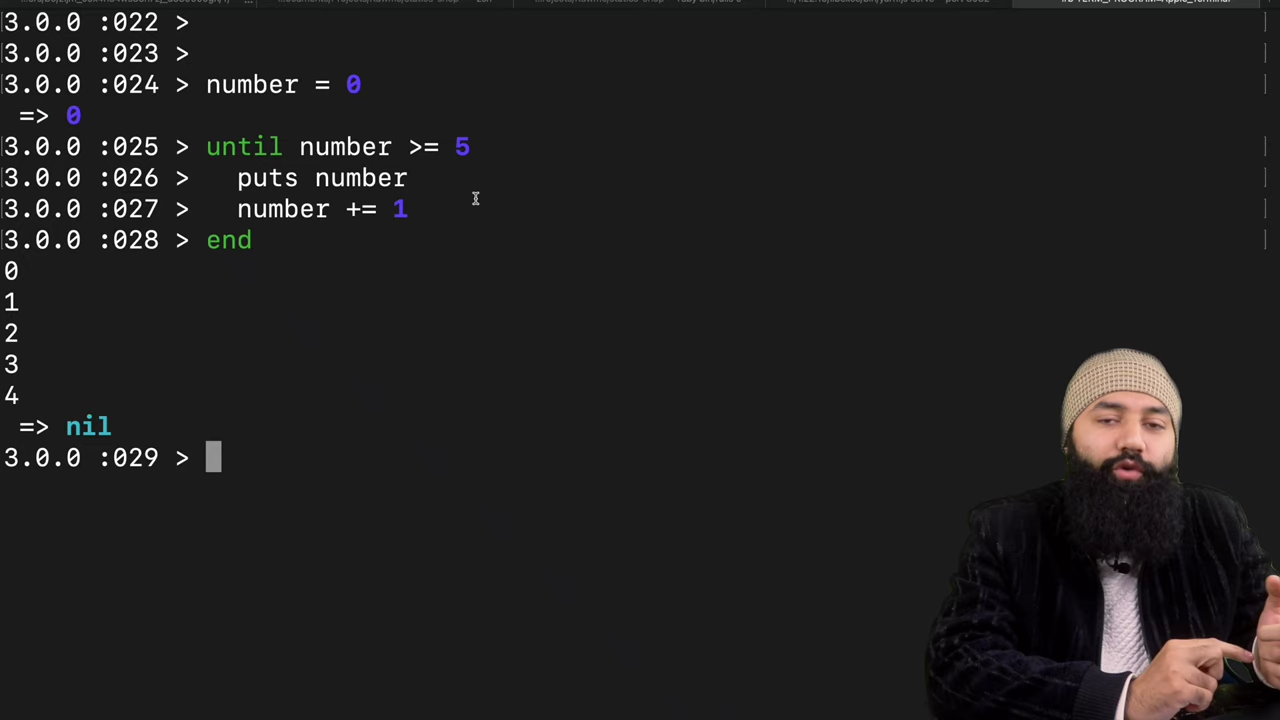 3.0.0 :022 >
3.0.0 :023 >
3.0.0 :024 > number = 0
=> 0
3.0.0 :025 > until number >= 5
3.0.0 :026 >   puts number
3.0.0 :027 >   number += 1
3.0.0 :028 > end
0
1
2
3
4
=> nil
3.0.0 :029 >